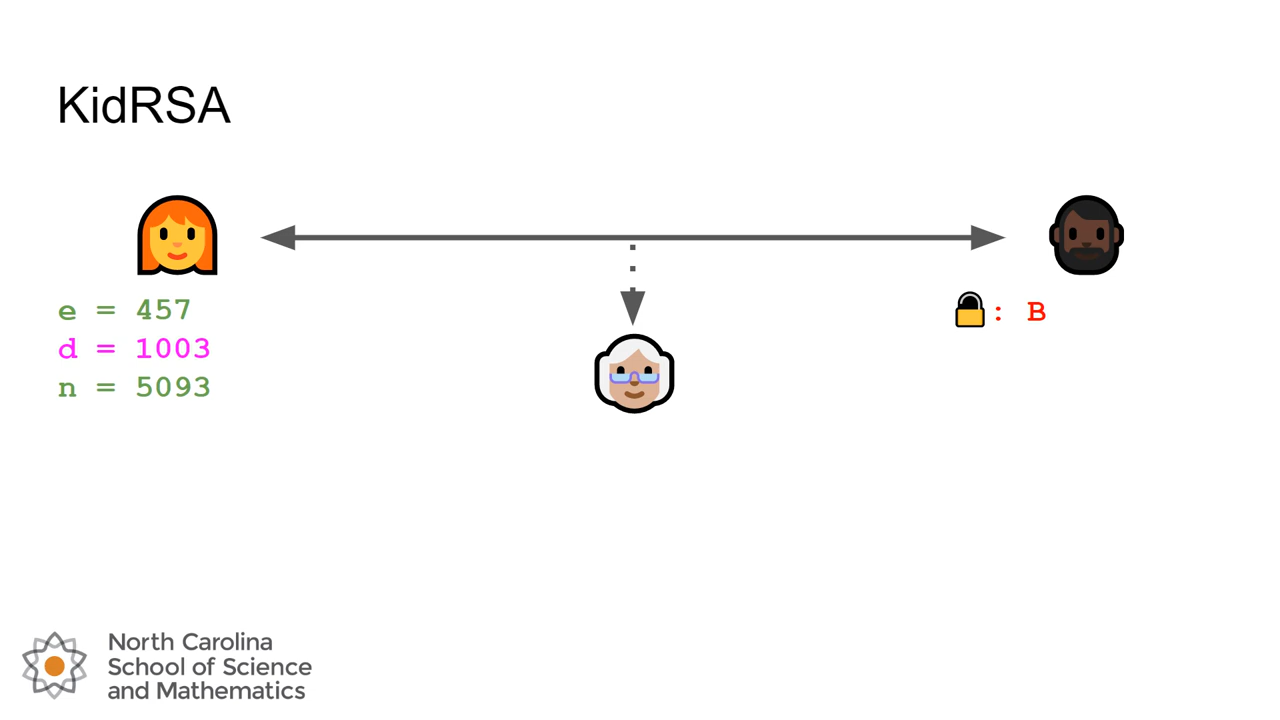 KidRSA
e = 457
d = 1003
n = 5093
: B
North Carolina
School of Science
and Mathematics